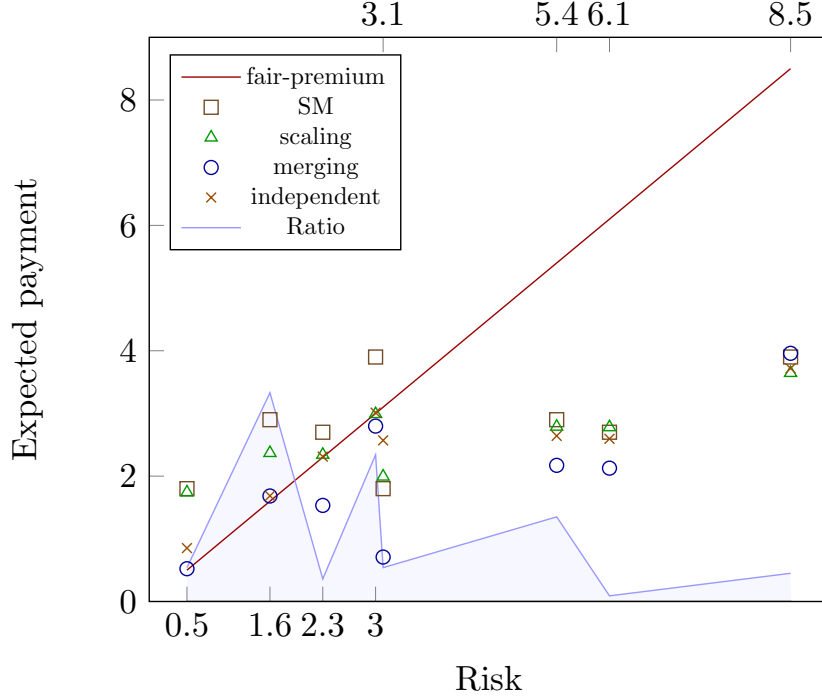 3.1 5.4 6.1 8.5
fair-premium
SM
scaling
merging
independent
Ratio
8
6
4
2
0
0.5 1.6 2.3 3
Expected payment
Risk